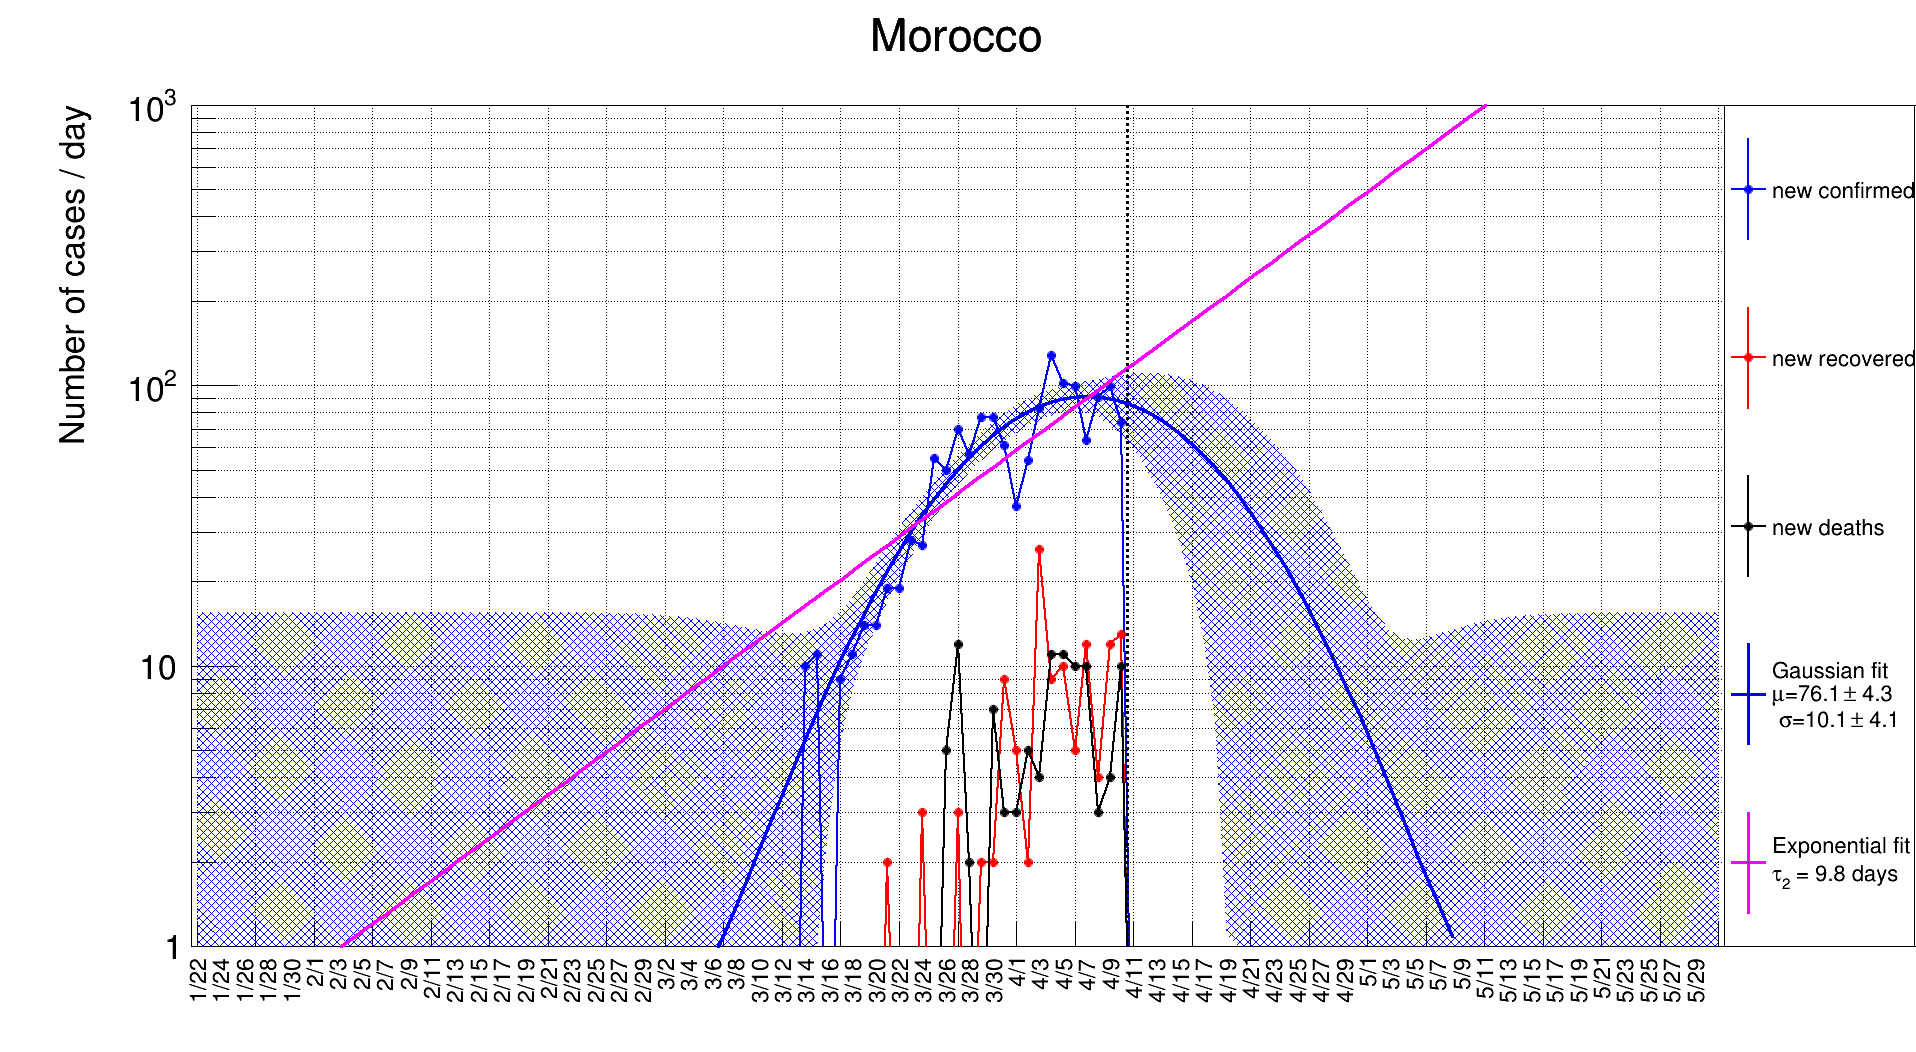 Morocco
Number of cases / day
10³
10²
10
1
1/22 1/24 1/26 1/28 1/30 2/1 2/3 2/5 2/7 2/9 2/11 2/13 2/15 2/17 2/19 2/21 2/23 2/25 2/27 2/29 3/2 3/4 3/6 3/8 3/10 3/12 3/14 3/16 3/18 3/20 3/22 3/24 3/26 3/28 3/30 4/1 4/3 4/5 4/7 4/9 4/11 4/13 4/15 4/17 4/19 4/21 4/23 4/25 4/27 4/29 5/1 5/3 5/5 5/7 5/9 5/11 5/13 5/15 5/17 5/19 5/21 5/23 5/25 5/27 5/29
new confirmed
new recovered
new deaths
Gaussian fit
μ=76.1 ± 4.3
σ=10.1 ± 4.1
Exponential fit
τ₂ = 9.8 days